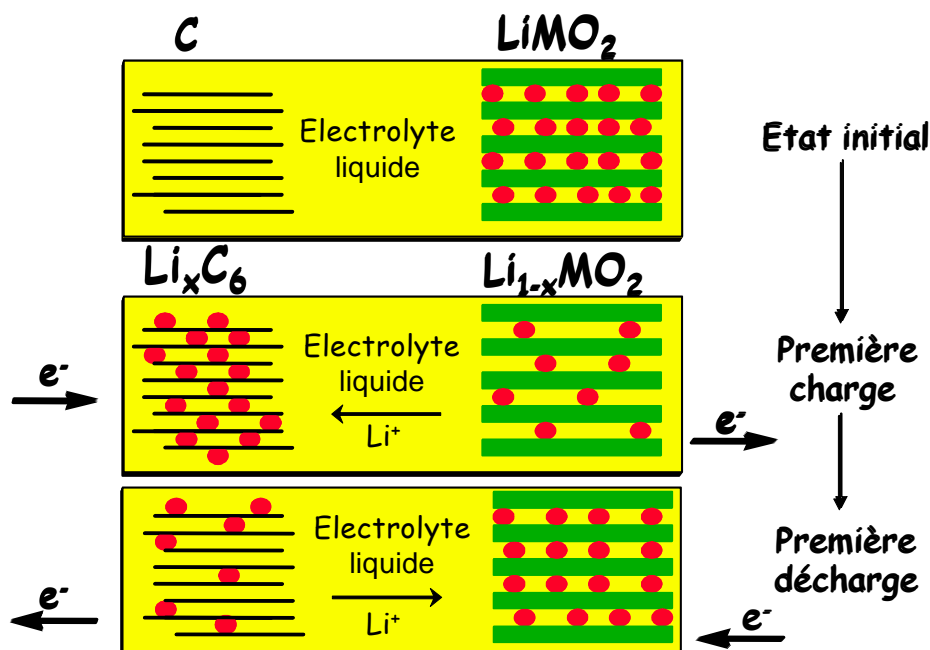 C
LiMO₂
Electrolyte
liquide
Etat initial
LiₓC₆
Li₁₋ₓMO₂
Electrolyte
liquide
Li⁺
e⁻
e⁻
Première
charge
Electrolyte
liquide
Li⁺
e⁻
e⁻
Première
décharge